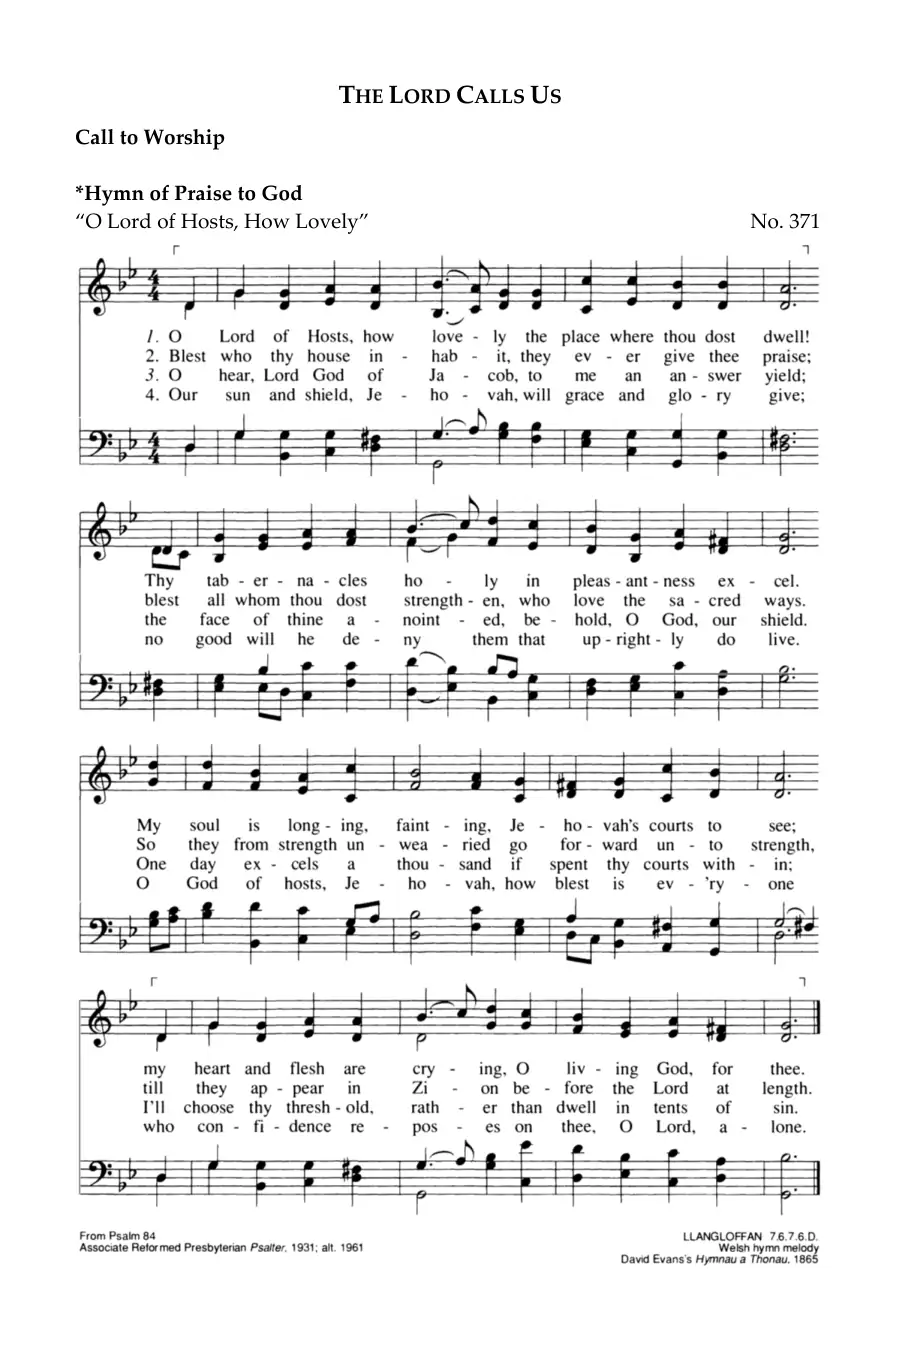 THE LORD CALLS US
Call to Worship
*Hymn of Praise to God
“O Lord of Hosts, How Lovely” No. 371
1. O Lord of Hosts, how love - ly the place where thou dost dwell!
2. Blest who thy house in - hab - it, they ev - er give thee praise;
3. O hear, Lord God of Ja - cob, to me an an - swer yield;
4. Our sun and shield, Je - ho - vah, will grace and glo - ry give;
Thy tab - er - na - cles ho - ly in pleas - ant - ness ex - cel.
blest all whom thou dost strength - en, who love the sa - cred ways.
the face of thine a - noint - ed, be - hold, O God, our shield.
no good will he de - ny them that up - right - ly do live.
My soul is long - ing, faint - ing, Je - ho - vah's courts to see;
So they from strength un - wea - ried go for - ward un - to strength,
One day ex - cels a thou - sand if spent thy courts with - in;
O God of hosts, Je - ho - vah, how blest is ev - 'ry - one
my heart and flesh are cry - ing, O liv - ing God, for thee.
till they ap - pear in Zi - on be - fore the Lord at length.
I'll choose thy thresh - old, rath - er than dwell in tents of sin.
who con - fi - dence re - pos - es on thee, O Lord, a - lone.
From Psalm 84 LLANGLOFFAN 7.6.7.6.D.
Associate Reformed Presbyterian Psalter, 1931; alt. 1961 Welsh hymn melody
David Evans's Hymnau a Thonau, 1865